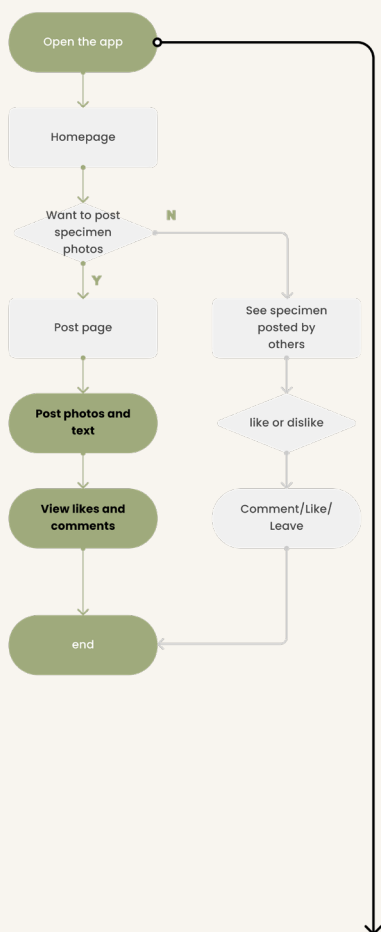 Open the app
Homepage
Want to post
specimen
photos
N
Y
Post page
See specimen
posted by
others
Post photos and
text
like or dislike
View likes and
comments
Comment/Like/
Leave
end